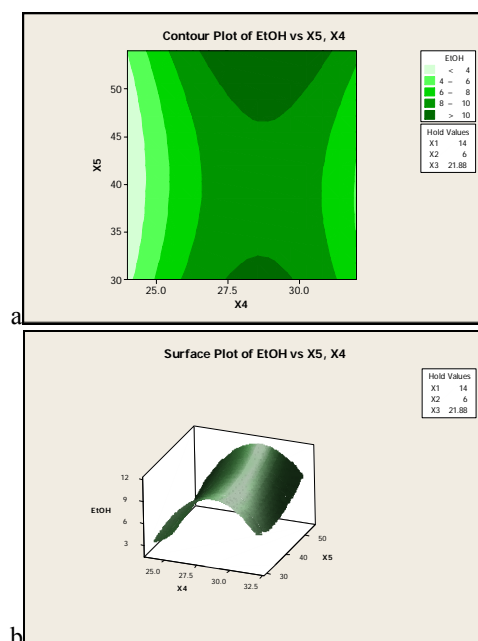 Contour Plot of EtOH vs X5, X4
EtOH
< 4
4 – 6
6 – 8
8 – 10
> 10
Hold Values
X1 14
X2 6
X3 21.88
X5
50
45
40
35
30
25.0 27.5 30.0
X4
a
Surface Plot of EtOH vs X5, X4
Hold Values
X1 14
X2 6
X3 21.88
EtOH
12
9
6
3
25.0 27.5 30.0 32.5
X4
30 40 50
X5
b